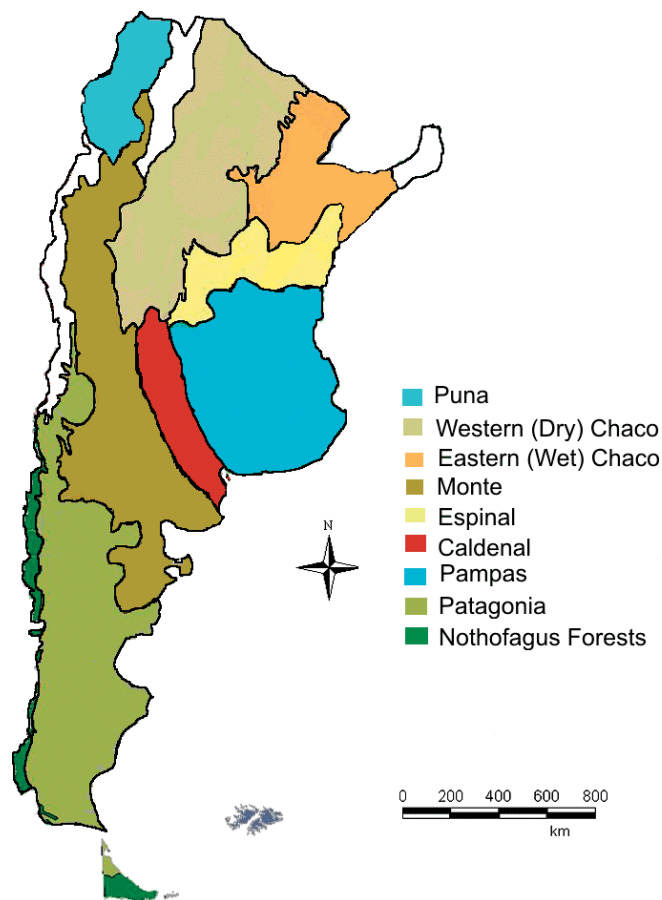 Puna
Western (Dry) Chaco
Eastern (Wet) Chaco
Monte
Espinal
N
Caldenal
Pampas
Patagonia
Nothofagus Forests
0 200 400 600 800
km